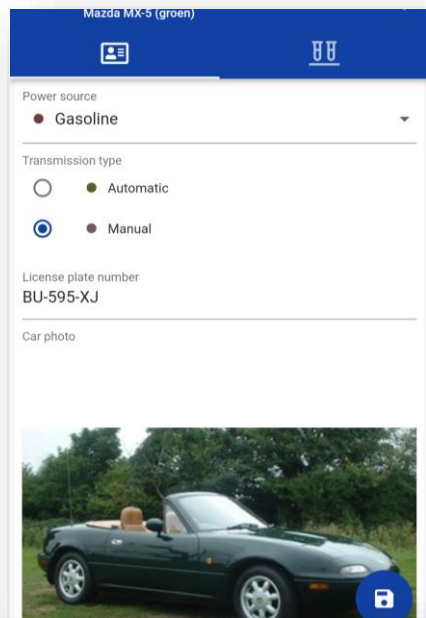 Mazda MX-5 (groen)
Power source
Gasoline
Transmission type
Automatic
Manual
License plate number
BU-595-XJ
Car photo